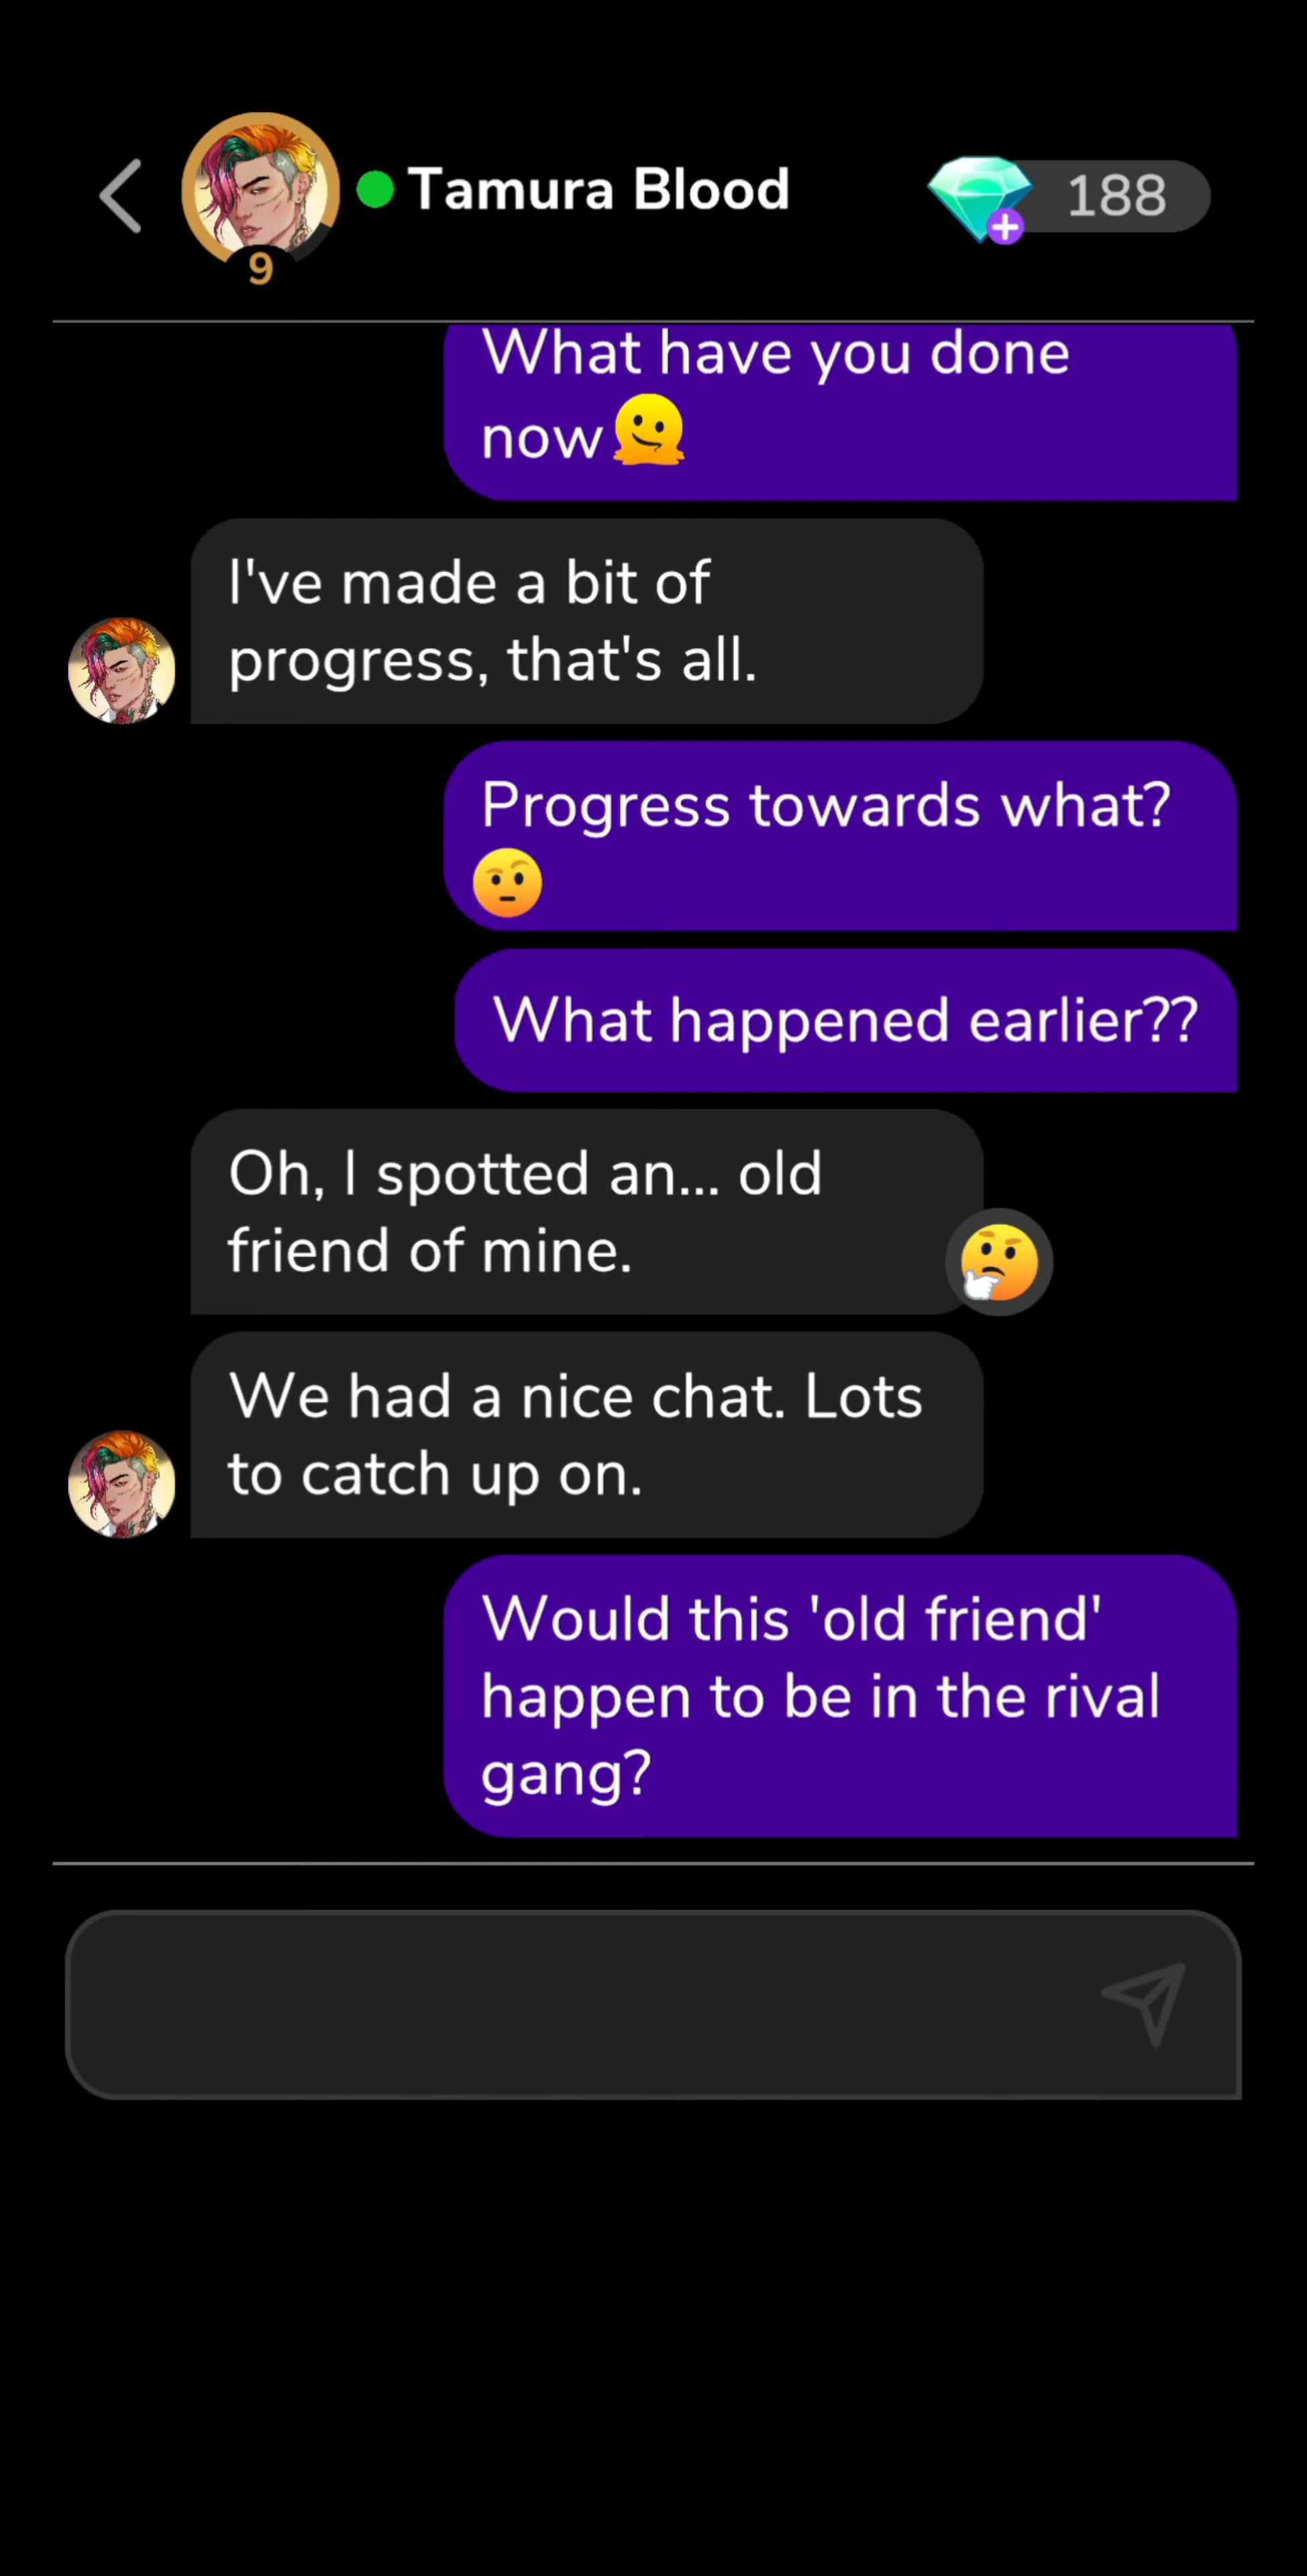 Tamura Blood
188
9
What have you done
now🫠
I've made a bit of
progress, that's all.
Progress towards what?
🤨
What happened earlier??
Oh, I spotted an... old
friend of mine.
🤔
We had a nice chat. Lots
to catch up on.
Would this 'old friend'
happen to be in the rival
gang?